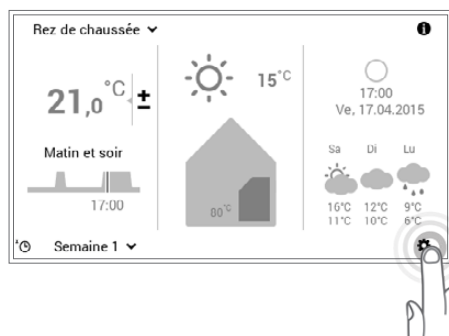 Rez de chaussée
21,0 °C ±
Matin et soir
17:00
15°C
00°C
17:00
Ve, 17.04.2015
Sa Di Lu
16°C 12°C 9°C
11°C 10°C 6°C
Semaine 1